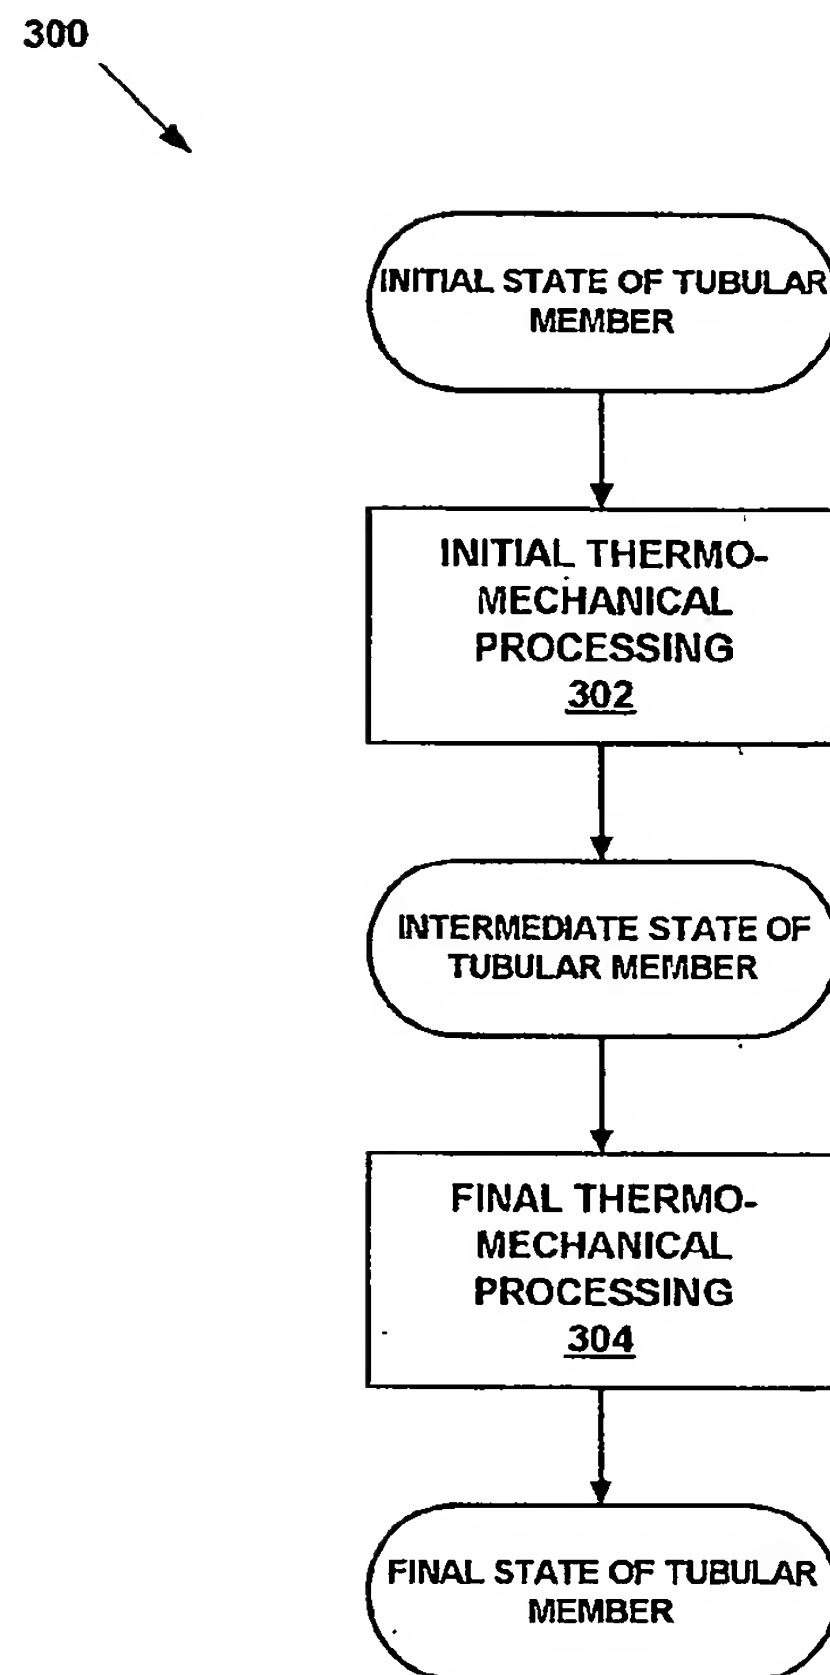 300
INITIAL STATE OF TUBULAR
MEMBER
INITIAL THERMO-
MECHANICAL
PROCESSING
302
INTERMEDIATE STATE OF
TUBULAR MEMBER
FINAL THERMO-
MECHANICAL
PROCESSING
304
FINAL STATE OF TUBULAR
MEMBER